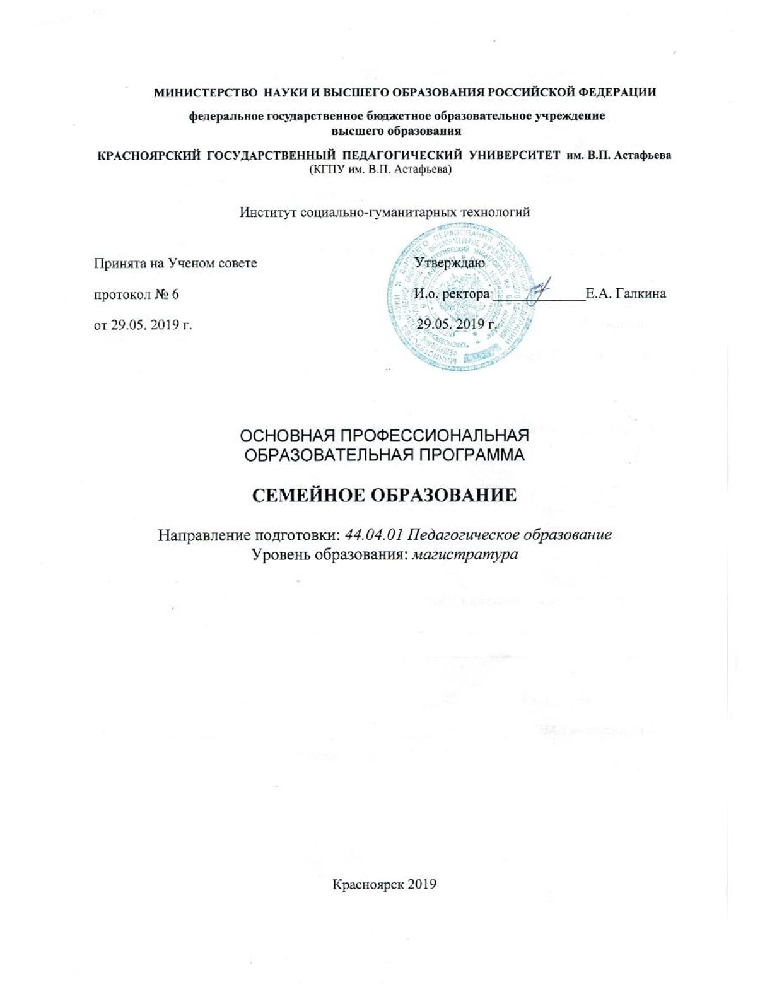 МИНИСТЕРСТВО НАУКИ И ВЫСШЕГО ОБРАЗОВАНИЯ РОССИЙСКОЙ ФЕДЕРАЦИИ
федеральное государственное бюджетное образовательное учреждение
высшего образования
КРАСНОЯРСКИЙ ГОСУДАРСТВЕННЫЙ ПЕДАГОГИЧЕСКИЙ УНИВЕРСИТЕТ им. В.П. Астафьева
(КГПУ им. В.П. Астафьева)
Институт социально-гуманитарных технологий
Принята на Ученом совете Утверждаю
протокол № 6 И.о. ректора ______________Е.А. Галкина
от 29.05. 2019 г. 29.05. 2019 г.
ОСНОВНАЯ ПРОФЕССИОНАЛЬНАЯ
ОБРАЗОВАТЕЛЬНАЯ ПРОГРАММА
СЕМЕЙНОЕ ОБРАЗОВАНИЕ
Направление подготовки: 44.04.01 Педагогическое образование
Уровень образования: магистратура
Красноярск 2019